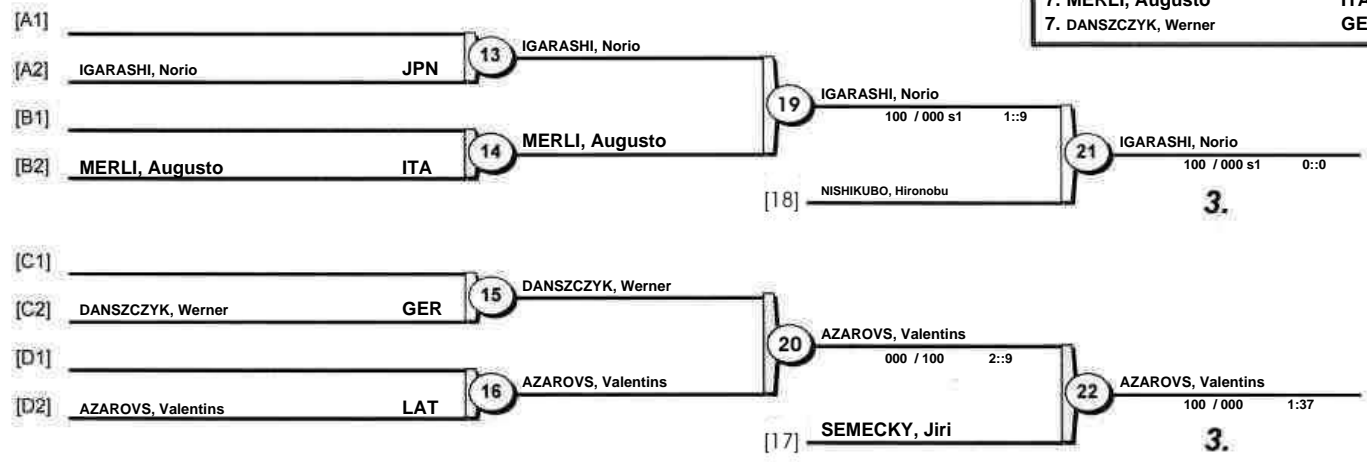 7. MERLI, Augusto ITA
7. DANSZCZYK, Werner GE
[A1]
13 IGARASHI, Norio
[A2] IGARASHI, Norio JPN
19 IGARASHI, Norio
100 / 000 s1 1::9
[B1]
14 MERLI, Augusto
[B2] MERLI, Augusto ITA
21 IGARASHI, Norio
100 / 000 s1 0::0
[18] NISHIKUBO, Hironobu
3.
[C1]
15 DANSZCZYK, Werner
[C2] DANSZCZYK, Werner GER
20 AZAROVS, Valentins
000 / 100 2::9
[D1]
16 AZAROVS, Valentins
[D2] AZAROVS, Valentins LAT
22 AZAROVS, Valentins
100 / 000 1:37
[17] SEMECKY, Jiri
3.